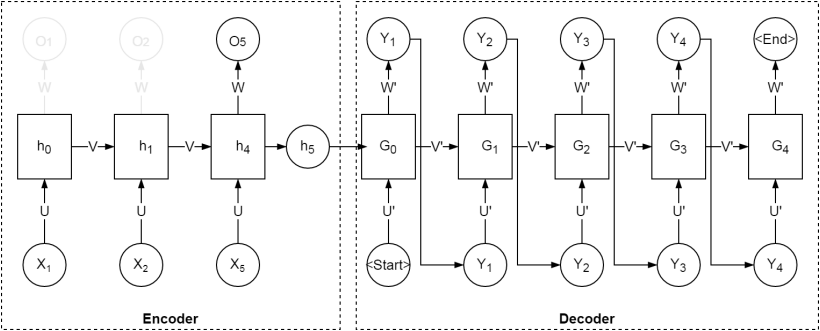 O1 O2 O5 Y1 Y2 Y3 Y4 <End>
W W W W' W' W' W' W'
h0 V h1 V h4 h5 G0 V' G1 V' G2 V' G3 V' G4
U U U U' U' U' U' U'
X1 X2 X5 <Start> Y1 Y2 Y3 Y4
Encoder Decoder